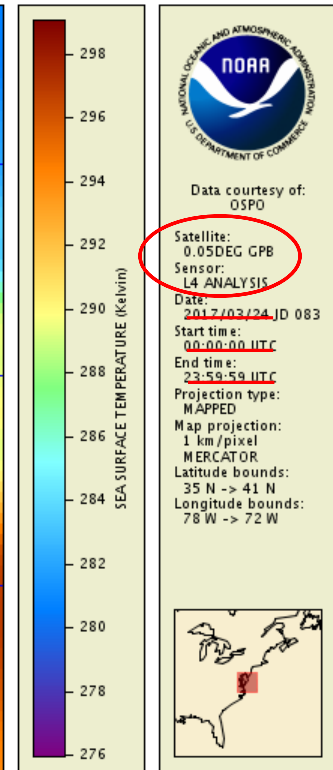 298
296
294
292
290
288
286
284
282
280
278
276
SEA SURFACE TEMPERATURE (Kelvin)
NATIONAL OCEANIC AND ATMOSPHERIC ADMINISTRATION
NOAA
U.S. DEPARTMENT OF COMMERCE
Data courtesy of:
OSPO
Satellite:
0.05DEG GPB
Sensor:
L4 ANALYSIS
Date:
2017/03/24 JD 083
Start time:
00:00:00 UTC
End time:
23:59:59 UTC
Projection type:
MAPPED
Map projection:
1 km/pixel
MERCATOR
Latitude bounds:
35 N -> 41 N
Longitude bounds:
78 W -> 72 W